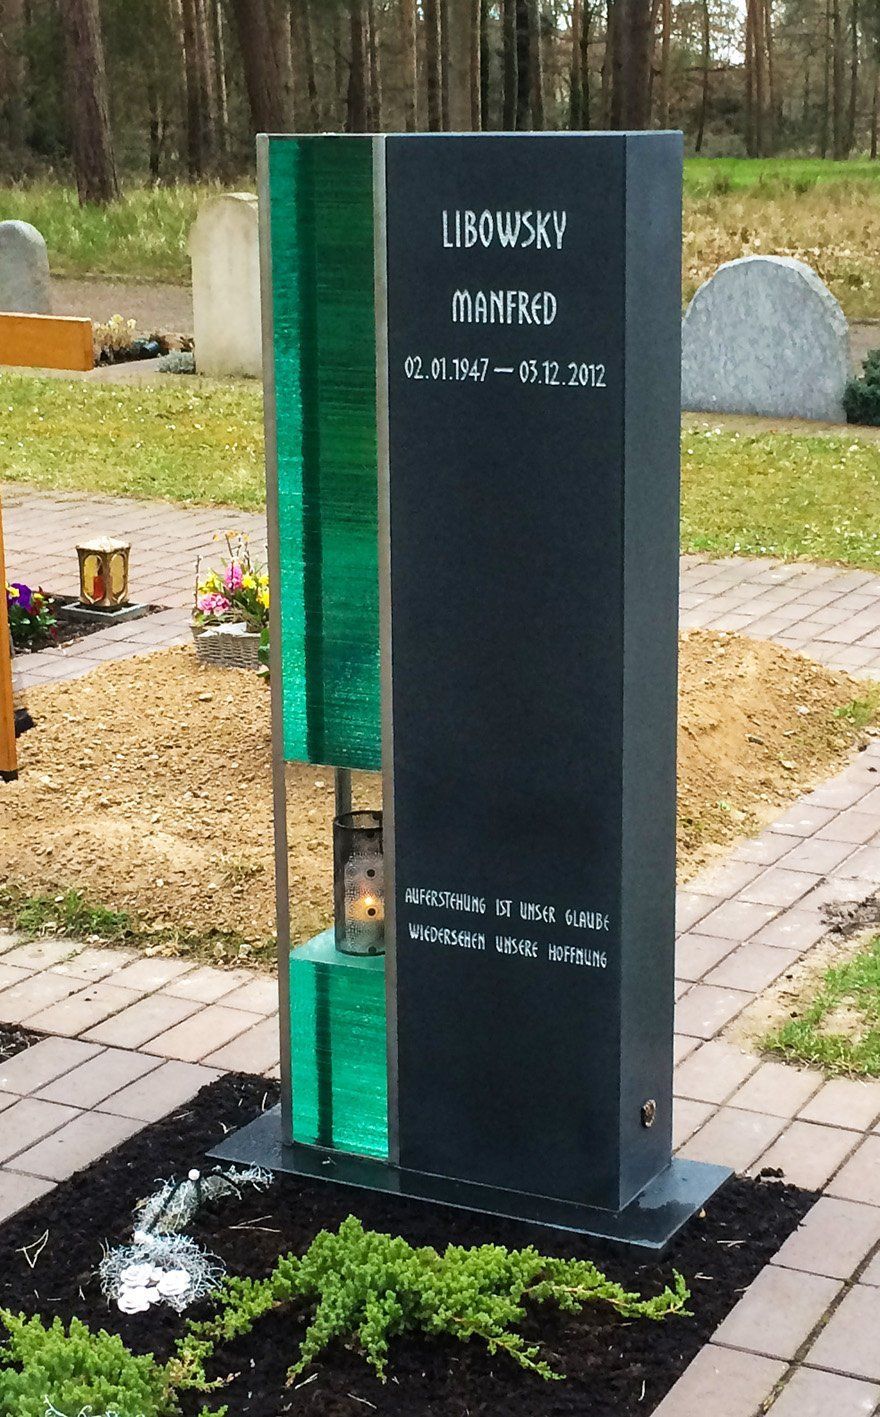 LIBOWSKY
MANFRED
02.01.1947 — 03.12.2012
AUFERSTEHUNG IST UNSER GLAUBE
WIEDERSEHEN UNSERE HOFFNUNG